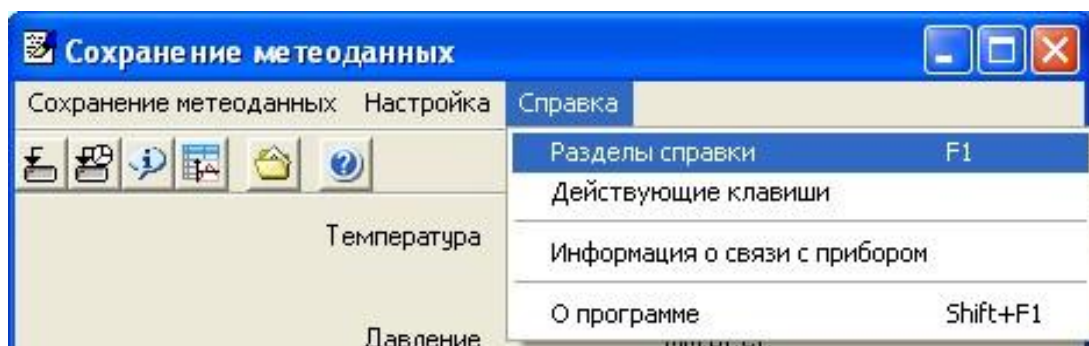 Сохранение метеоданных
Сохранение метеоданных Настройка Справка
Разделы справки F1
Действующие клавиши
Температура
Информация о связи с прибором
О программе Shift+F1
Давление